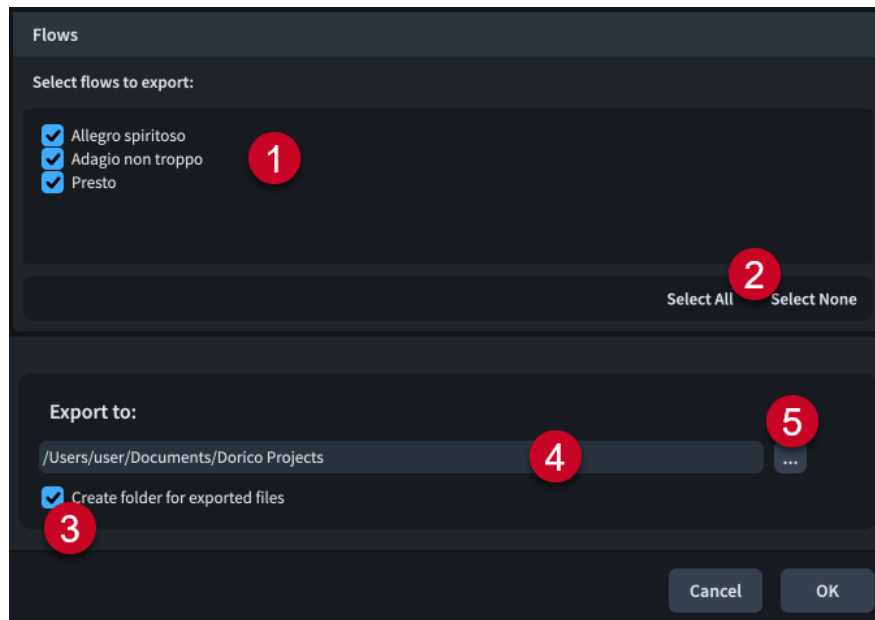 Flows
Select flows to export:
Allegro spiritoso
Adagio non troppo
Presto
1
2
Select All Select None
Export to:
5
/Users/user/Documents/Dorico Projects
4
...
Create folder for exported files
3
Cancel OK